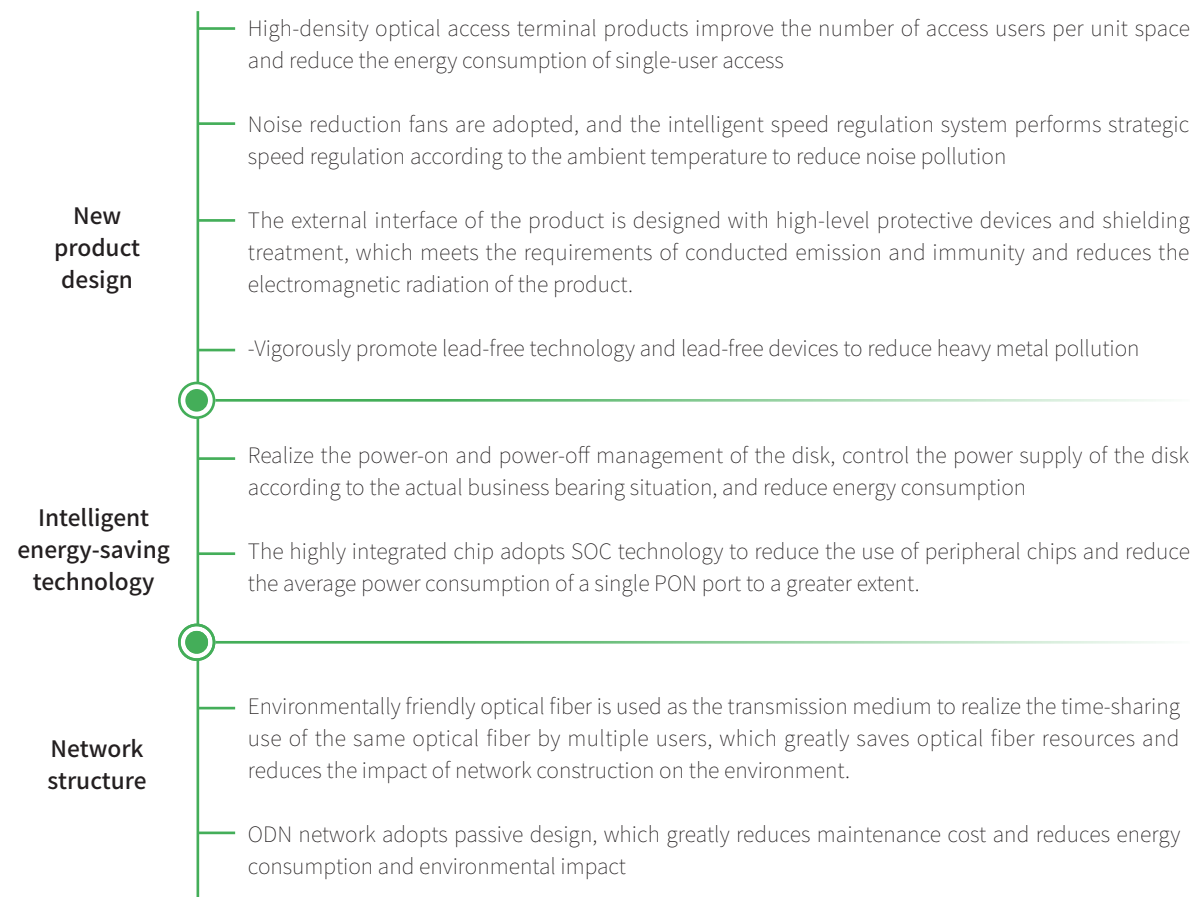 New
product
design
High-density optical access terminal products improve the number of access users per unit space
and reduce the energy consumption of single-user access
Noise reduction fans are adopted, and the intelligent speed regulation system performs strategic
speed regulation according to the ambient temperature to reduce noise pollution
The external interface of the product is designed with high-level protective devices and shielding
treatment, which meets the requirements of conducted emission and immunity and reduces the
electromagnetic radiation of the product.
-Vigorously promote lead-free technology and lead-free devices to reduce heavy metal pollution
Intelligent
energy-saving
technology
Realize the power-on and power-off management of the disk, control the power supply of the disk
according to the actual business bearing situation, and reduce energy consumption
The highly integrated chip adopts SOC technology to reduce the use of peripheral chips and reduce
the average power consumption of a single PON port to a greater extent.
Network
structure
Environmentally friendly optical fiber is used as the transmission medium to realize the time-sharing
use of the same optical fiber by multiple users, which greatly saves optical fiber resources and
reduces the impact of network construction on the environment.
ODN network adopts passive design, which greatly reduces maintenance cost and reduces energy
consumption and environmental impact